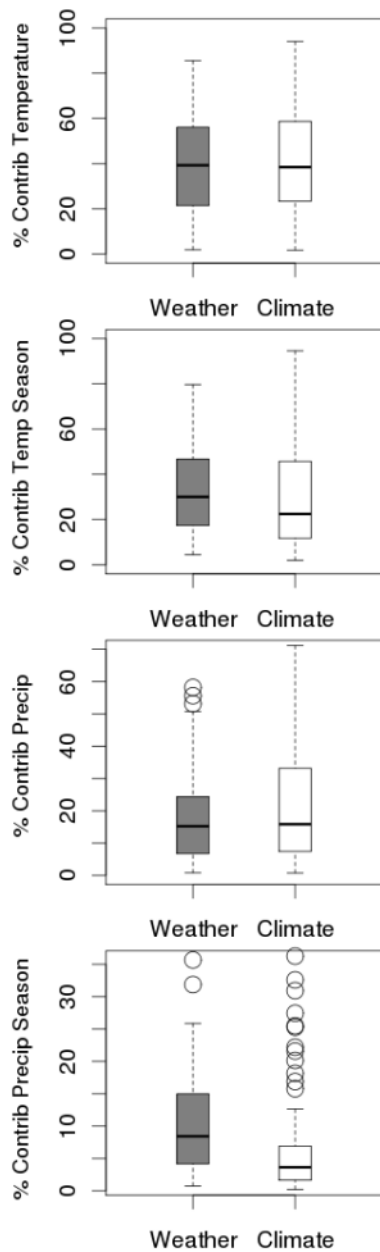 % Contrib Temperature
100
60
20
0
Weather Climate
% Contrib Temp Season
100
60
20
0
Weather Climate
% Contrib Precip
60
40
20
0
Weather Climate
% Contrib Precip Season
30
20
10
0
Weather Climate